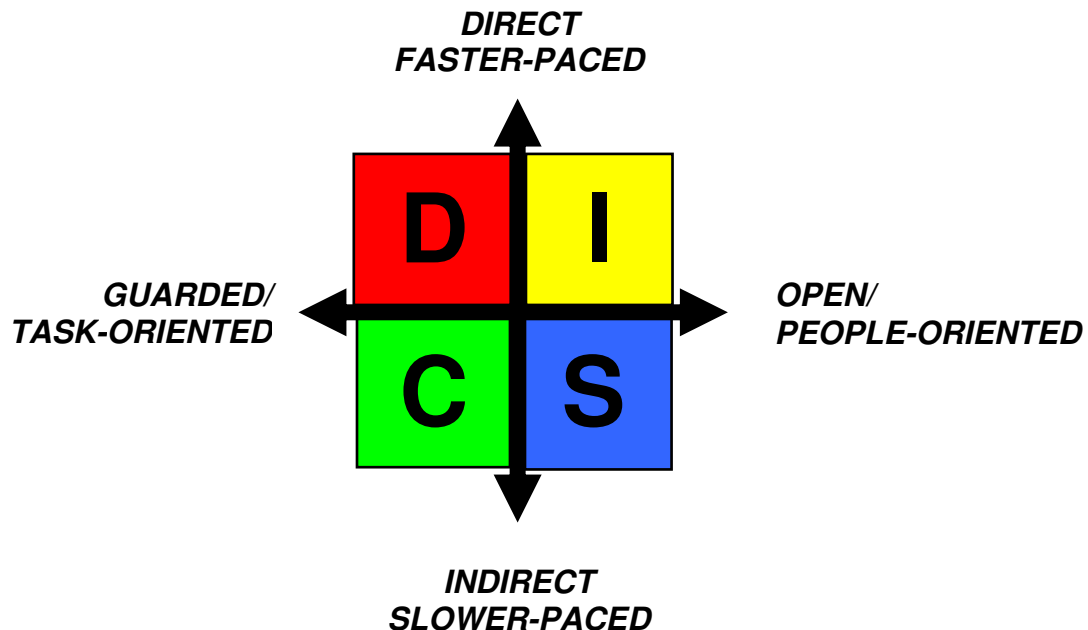 DIRECT
FASTER-PACED
D I
GUARDED/
TASK-ORIENTED
OPEN/
PEOPLE-ORIENTED
C S
INDIRECT
SLOWER-PACED